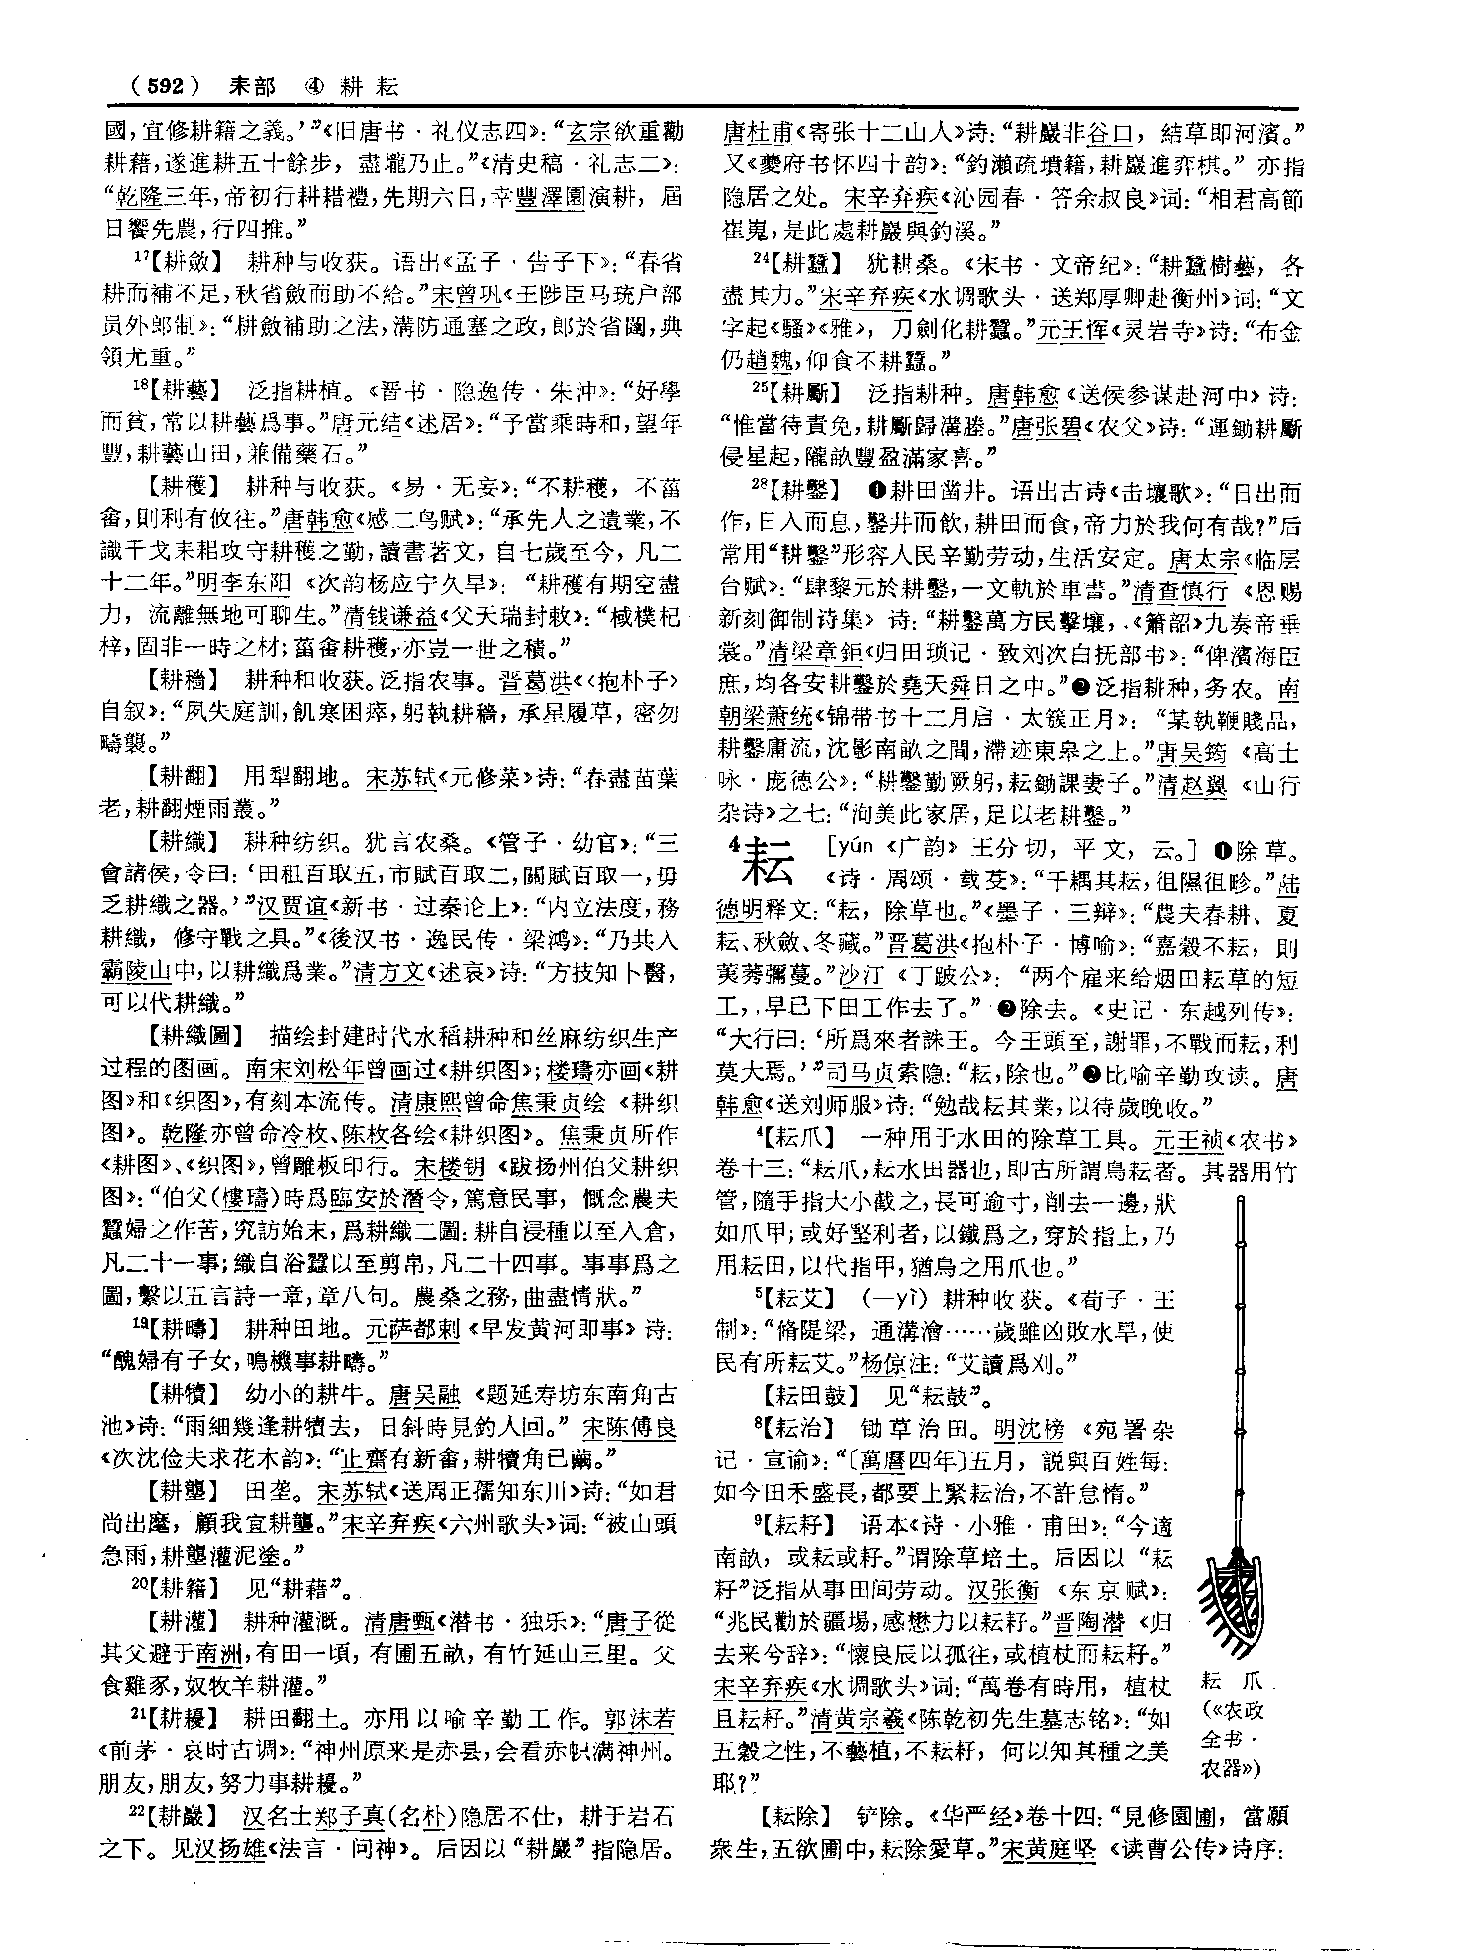 (592) 耒部 ④ 耕 耘
國，宜修耕籍之義。’”《旧唐书·礼仪志四》：“玄宗欲重勸
耕藉，遂進耕五十餘步，盡壠乃止。”《清史稿·礼志二》：
“乾隆三年，帝初行耕耤禮，先期六日，幸豐澤園演耕，屆
日饗先農，行四推。”
17【耕斂】 耕种与收获。语出《孟子·告子下》：“春省
耕而補不足，秋省斂而助不給。”宋曾巩《王陟臣马琉户部
员外郎制》：“耕斂補助之法，溝防通塞之政，郎於省闥，典
領尤重。”
18【耕藝】 泛指耕植。《晋书·隐逸传·朱沖》：“好學
而貧，常以耕藝爲事。”唐元结《述居》：“予當乘時和，望年
豐，耕藝山田，兼備藥石。”
【耕穫】 耕种与收获。《易·无妄》：“不耕穫，不菑
畬，則利有攸往。”唐韩愈《感二鸟赋》：“承先人之遺業，不
識干戈耒耜攻守耕穫之勤，讀書著文，自七歲至今，凡二
十二年。”明李东阳《次韵杨应宁久旱》：“耕穫有期空盡
力，流離無地可聊生。”清钱谦益《父天瑞封敕》：“棫樸杞
梓，固非一時之材；菑畬耕穫，亦豈一世之積。”
【耕穡】 耕种和收获。泛指农事。晋葛洪《〈抱朴子〉
自叙》：“夙失庭訓，飢寒困瘁，躬執耕穡，承星履草，密勿
疇襲。”
【耕翻】 用犁翻地。宋苏轼《元修菜》诗：“春盡苗葉
老，耕翻煙雨叢。”
【耕織】 耕种纺织。犹言农桑。《管子·幼官》：“三
會諸侯，令曰：‘田租百取五，市賦百取二，關賦百取一，毋
乏耕織之器。’”汉贾谊《新书·过秦论上》：“内立法度，務
耕織，修守戰之具。”《後汉书·逸民传·梁鸿》：“乃共入
霸陵山中，以耕織爲業。”清方文《述哀》诗：“方技知卜醫，
可以代耕織。”
【耕織圖】 描绘封建时代水稻耕种和丝麻纺织生产
过程的图画。南宋刘松年曾画过《耕织图》；楼璹亦画《耕
图》和《织图》，有刻本流传。清康熙曾命焦秉贞绘《耕织
图》。乾隆亦曾命冷枚、陈枚各绘《耕织图》。焦秉贞所作
《耕图》、《织图》，曾雕板印行。宋楼钥《跋扬州伯父耕织
图》：“伯父（樓璹）時爲臨安於潛令，篤意民事，慨念農夫
蠶婦之作苦，究訪始末，爲耕織二圖：耕自浸種以至入倉，
凡二十一事；織自浴蠶以至剪帛，凡二十四事。事事爲之
圖，繫以五言詩一章，章八句。農桑之務，曲盡情狀。”
19【耕疇】 耕种田地。元萨都剌《早发黄河即事》诗：
“醜婦有子女，鳴機事耕疇。”
【耕犢】 幼小的耕牛。唐吴融《题延寿坊东南角古
池》诗：“雨細幾逢耕犢去，日斜時見釣人回。”宋陈傅良
《次沈俭夫求花木韵》：“止齋有新畬，耕犢角已繭。”
【耕壟】 田垄。宋苏轼《送周正孺知东川》诗：“如君
尚出麾，顧我宜耕壟。”宋辛弃疾《六州歌头》词：“被山頭
急雨，耕壟灌泥塗。”
20【耕籍】 见“耕藉”。
【耕灌】 耕种灌溉。清唐甄《潜书·独乐》：“唐子從
其父避于南洲，有田一頃，有圃五畝，有竹延山三里。父
食雞豕，奴牧羊耕灌。”
21【耕耰】 耕田翻土。亦用以喻辛勤工作。郭沫若
《前茅·哀时古调》：“神州原来是赤县，会看赤帜满神州。
朋友，朋友，努力事耕耰。”
22【耕巖】 汉名士郑子真（名朴）隐居不仕，耕于岩石
之下。见汉扬雄《法言·问神》。后因以“耕巖”指隐居。
唐杜甫《寄张十二山人》诗：“耕巖非谷口，結草即河濱。”
又《夔府书怀四十韵》：“釣瀨疏墳籍，耕巖進弈棋。”亦指
隐居之处。宋辛弃疾《沁园春·答余叔良》词：“相君高節
崔嵬，是此處耕巖與釣溪。”
24【耕蠶】 犹耕桑。《宋书·文帝纪》：“耕蠶樹藝，各
盡其力。”宋辛弃疾《水调歌头·送郑厚卿赴衡州》词：“文
字起《騷》《雅》，刀劍化耕蠶。”元王恽《灵岩寺》诗：“布金
仍趙魏，仰食不耕蠶。”
25【耕斸】 泛指耕种。唐韩愈《送侯参谋赴河中》诗：
“惟當待責免，耕斸歸溝塍。”唐张碧《农父》诗：“運鋤耕斸
侵星起，隴畝豐盈滿家喜。”
28【耕鑿】 ❶耕田凿井。语出古诗《击壤歌》：“日出而
作，日入而息，鑿井而飲，耕田而食，帝力於我何有哉？”后
常用“耕鑿”形容人民辛勤劳动，生活安定。唐太宗《临层
台赋》：“肆黎元於耕鑿，一文軌於車書。”清查慎行《恩赐
新刻御制诗集》诗：“耕鑿萬方民擊壤，《簫韶》九奏帝垂
裳。”清梁章钜《归田琐记·致刘次白抚部书》：“俾濱海臣
庶，均各安耕鑿於堯天舜日之中。”❷泛指耕种，务农。南
朝梁萧统《锦带书十二月启·太簇正月》：“某執鞭賤品，
耕鑿庸流，沈影南畝之間，滯迹東皋之上。”唐吴筠《高士
咏·庞德公》：“耕鑿勤厥躬，耘鋤課妻子。”清赵翼《山行
杂诗》之七：“洵美此家居，足以老耕鑿。”
4耘 [yún《广韵》王分切，平文，云。] ❶除草。
《诗·周颂·载芟》：“千耦其耘，徂隰徂畛。”陆
德明释文：“耘，除草也。”《墨子·三辩》：“農夫春耕、夏
耘、秋斂、冬藏。”晋葛洪《抱朴子·博喻》：“嘉穀不耘，則
荑莠彌蔓。”沙汀《丁跛公》：“两个雇来给烟田耘草的短
工，早已下田工作去了。”❷除去。《史记·东越列传》：
“大行曰：‘所爲來者誅王。今王頭至，謝罪，不戰而耘，利
莫大焉。’”司马贞索隐：“耘，除也。”❸比喻辛勤攻读。唐
韩愈《送刘师服》诗：“勉哉耘其業，以待歲晚收。”
4【耘爪】 一种用于水田的除草工具。元王祯《农书》
卷十三：“耘爪，耘水田器也，即古所謂鳥耘者。其器用竹
管，隨手指大小截之，長可逾寸，削去一邊，狀
如爪甲；或好堅利者，以鐵爲之，穿於指上，乃
用耘田，以代指甲，猶鳥之用爪也。”
5【耘艾】 （－yì）耕种收获。《荀子·王
制》：“脩隄梁，通溝澮……歲雖凶敗水旱，使
民有所耘艾。”杨倞注：“艾讀爲刈。”
【耘田鼓】 见“耘鼓”。
8【耘治】 锄草治田。明沈榜《宛署杂
记·宣谕》：“〔萬曆四年〕五月，説與百姓每：
如今田禾盛長，都要上緊耘治，不許怠惰。”
9【耘耔】 语本《诗·小雅·甫田》：“今適
南畝，或耘或耔。”谓除草培土。后因以“耘
耔”泛指从事田间劳动。汉张衡《东京赋》：
“兆民勸於疆埸，感懋力以耘耔。”晋陶潜《归
去来兮辞》：“懷良辰以孤往，或植杖而耘耔。”
宋辛弃疾《水调歌头》词：“萬卷有時用，植杖
且耘耔。”清黄宗羲《陈乾初先生墓志铭》：“如
五穀之性，不藝植，不耘耔，何以知其種之美
耶？”
【耘除】 铲除。《华严经》卷十四：“見修園圃，當願
衆生，五欲圃中，耘除愛草。”宋黄庭坚《读曹公传》诗序：
耘 爪
（《农政
全书·
农器》）